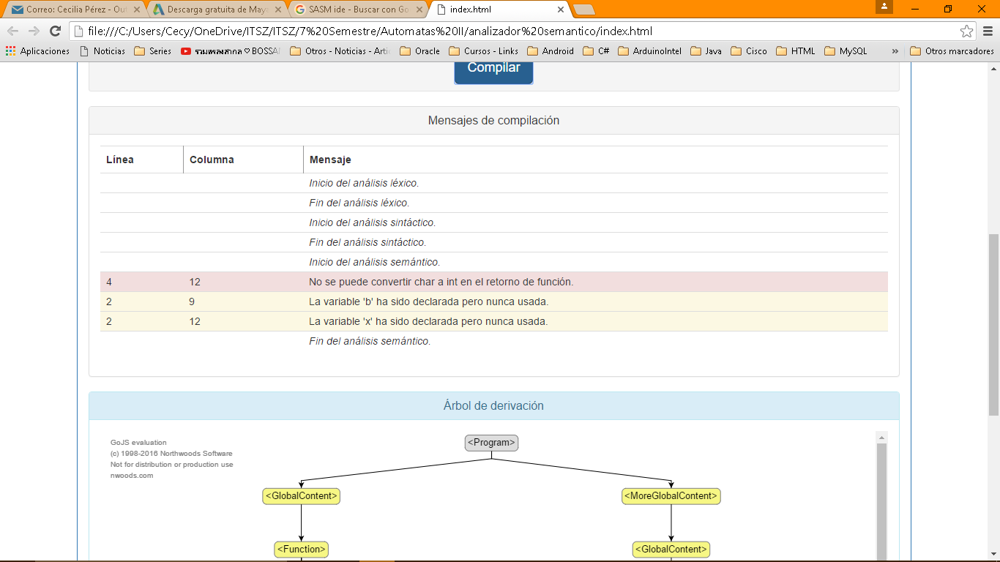 Correo: Cecilia Pérez - Out
Descarga gratuita de May
SASM ide - Buscar con Go
index.html
file:///C:/Users/Cecy/OneDrive/ITSZ/ITSZ/7%20Semestre/Automatas%20II/analizador%20semantico/index.html
Aplicaciones Noticias Series รวมเพลงสากล ♡ BOSSA Otros - Noticias - Arti Oracle Cursos - Links Android C# ArduinoIntel Java Cisco HTML MySQL » Otros marcadores
Compilar
Mensajes de compilación
Línea Columna Mensaje
Inicio del análisis léxico.
Fin del análisis léxico.
Inicio del análisis sintáctico.
Fin del análisis sintáctico.
Inicio del análisis semántico.
4 12 No se puede convertir char a int en el retorno de función.
2 9 La variable 'b' ha sido declarada pero nunca usada.
2 12 La variable 'x' ha sido declarada pero nunca usada.
Fin del análisis semántico.
Árbol de derivación
GoJS evaluation
(c) 1998-2016 Northwoods Software
Not for distribution or production use
nwoods.com
<Program>
<GlobalContent> <MoreGlobalContent>
<Function> <GlobalContent>